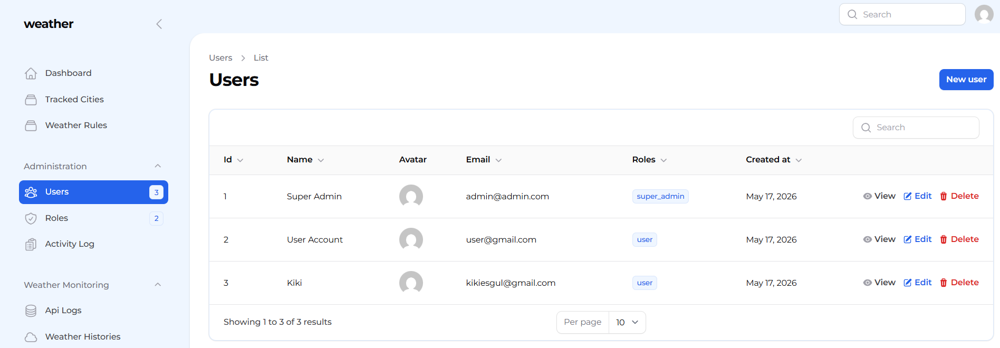 weather
Search
Dashboard
Tracked Cities
Weather Rules
Administration
Users 3
Roles 2
Activity Log
Weather Monitoring
Api Logs
Weather Histories
Users > List
Users
New user
Search
Id Name Avatar Email Roles Created at
1 Super Admin admin@admin.com super_admin May 17, 2026 View Edit Delete
2 User Account user@gmail.com user May 17, 2026 View Edit Delete
3 Kiki kikiesgul@gmail.com user May 17, 2026 View Edit Delete
Showing 1 to 3 of 3 results Per page 10